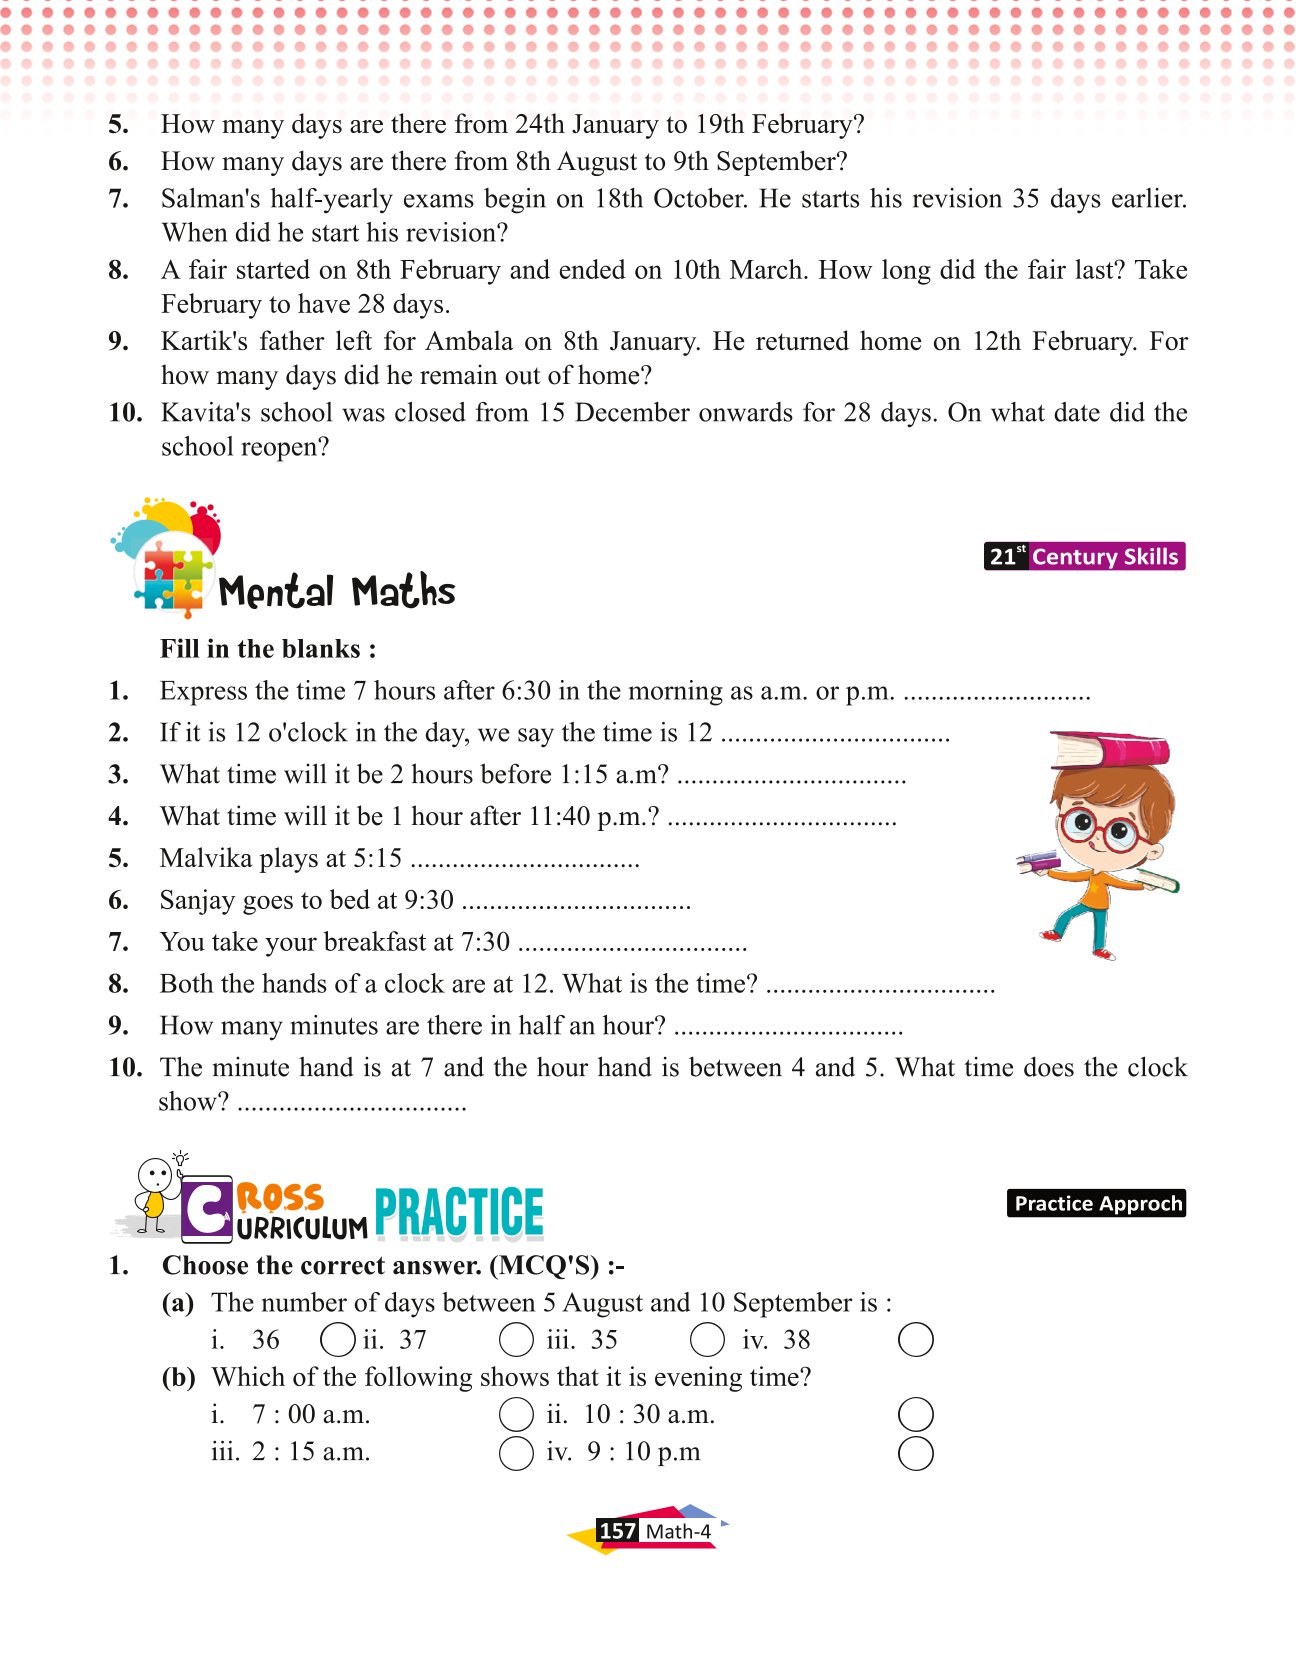 5. How many days are there from 24th January to 19th February?
6. How many days are there from 8th August to 9th September?
7. Salman's half-yearly exams begin on 18th October. He starts his revision 35 days earlier.
When did he start his revision?
8. A fair started on 8th February and ended on 10th March. How long did the fair last? Take
February to have 28 days.
9. Kartik's father left for Ambala on 8th January. He returned home on 12th February. For
how many days did he remain out of home?
10. Kavita's school was closed from 15 December onwards for 28 days. On what date did the
school reopen?
Mental Maths
21st Century Skills
Fill in the blanks :
1. Express the time 7 hours after 6:30 in the morning as a.m. or p.m. ...........................
2. If it is 12 o'clock in the day, we say the time is 12 .................................
3. What time will it be 2 hours before 1:15 a.m? .................................
4. What time will it be 1 hour after 11:40 p.m.? .................................
5. Malvika plays at 5:15 .................................
6. Sanjay goes to bed at 9:30 .................................
7. You take your breakfast at 7:30 .................................
8. Both the hands of a clock are at 12. What is the time? .................................
9. How many minutes are there in half an hour? .................................
10. The minute hand is at 7 and the hour hand is between 4 and 5. What time does the clock
show? .................................
CROSS CURRICULUM PRACTICE
Practice Approch
1. Choose the correct answer. (MCQ'S) :-
(a) The number of days between 5 August and 10 September is :
i. 36 ii. 37 iii. 35 iv. 38
(b) Which of the following shows that it is evening time?
i. 7 : 00 a.m. ii. 10 : 30 a.m.
iii. 2 : 15 a.m. iv. 9 : 10 p.m
157 Math-4